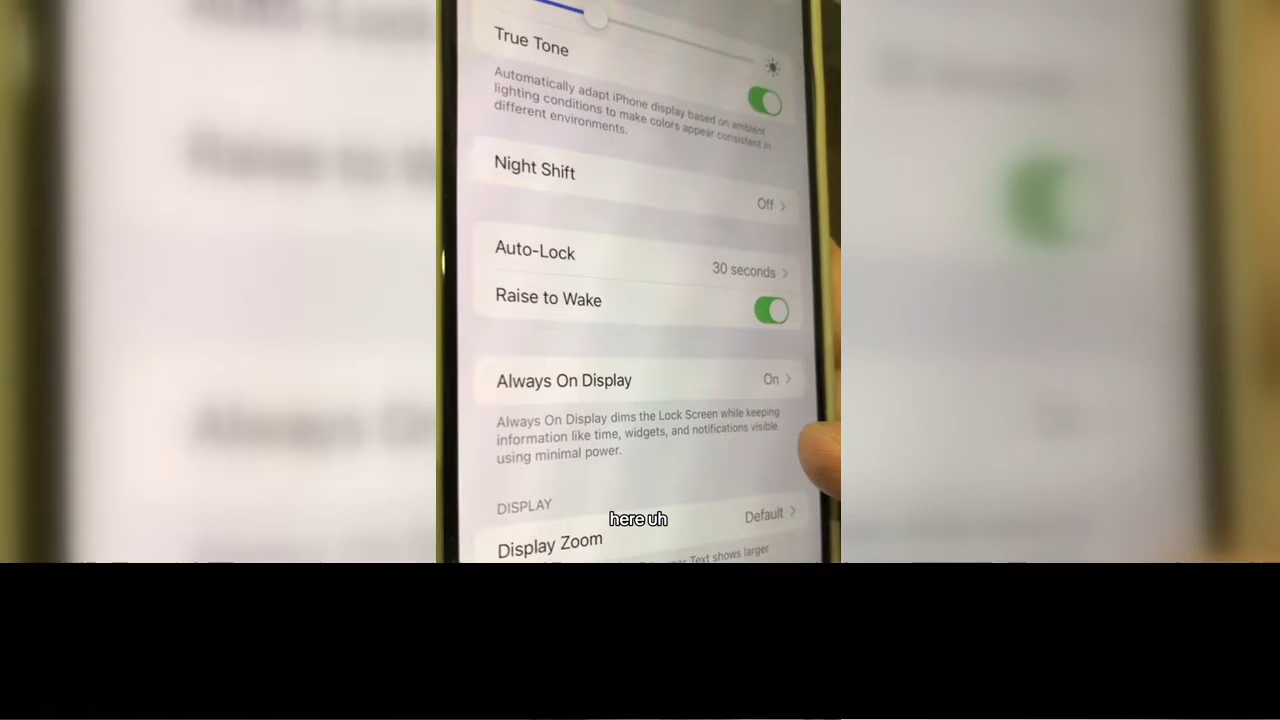 True Tone
Automatically adapt iPhone display based on ambient
lighting conditions to make colors appear consistent in
different environments.
Night Shift
Off
Auto-Lock
30 seconds
Raise to Wake
Always On Display
On
Always On Display dims the Lock Screen while keeping
information like time, widgets, and notifications visible
using minimal power.
DISPLAY
here uh
Display Zoom
Default
Text shows larger